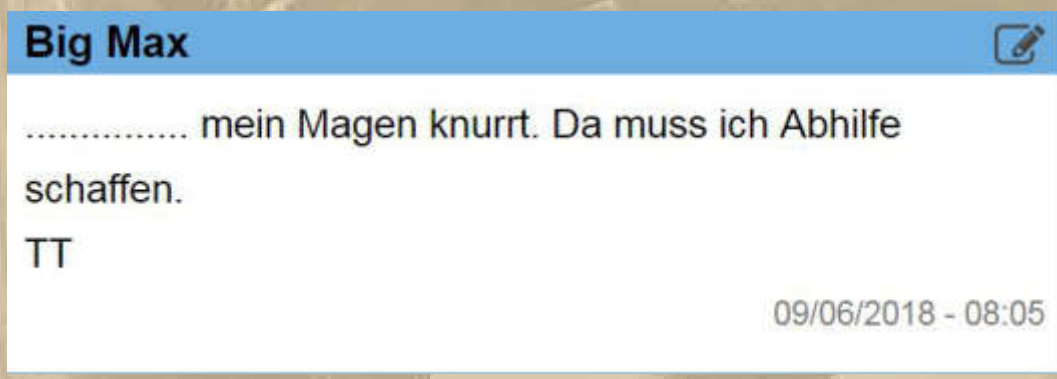 Big Max
............... mein Magen knurrt. Da muss ich Abhilfe
schaffen.
TT
09/06/2018 - 08:05